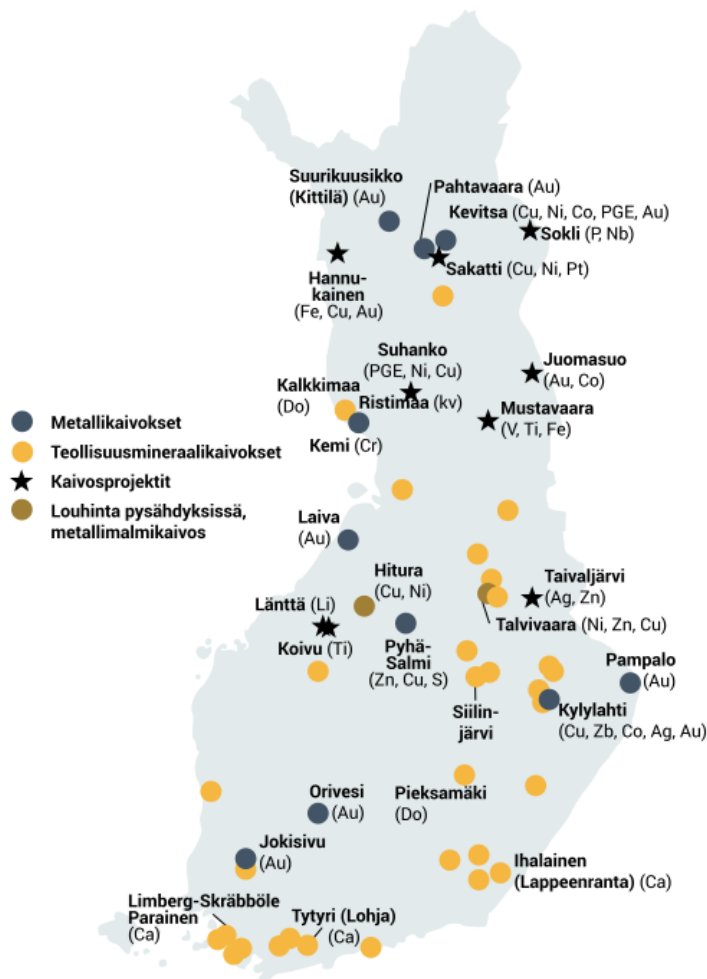 Suurikuusikko
(Kittilä) (Au)
Pahtavaara (Au)
Kevitsa (Cu, Ni, Co, PGE, Au)
Sokli (P, Nb)
Sakatti (Cu, Ni, Pt)
Hannu-
kainen
(Fe, Cu, Au)
Suhanko
(PGE, Ni, Cu)
Juomasuo
(Au, Co)
Kalkkimaa
(Do)
Ristimaa (kv)
Mustavaara
(V, Ti, Fe)
Kemi (Cr)
Metallikaivokset
Teollisuusmineraalikaivokset
Kaivosprojektit
Louhinta pysähdyksissä,
metallimalmikaivos
Laiva
(Au)
Hitura
(Cu, Ni)
Taivaljärvi
(Ag, Zn)
Länttä (Li)
Talvivaara (Ni, Zn, Cu)
Koivu (Ti)
Pyhä-
Salmi
(Zn, Cu, S)
Pampalo
(Au)
Siilin-
järvi
Kylylahti
(Cu, Zb, Co, Ag, Au)
Orivesi
(Au)
Pieksamäki
(Do)
Jokisivu
(Au)
Ihalainen
(Lappeenranta) (Ca)
Limberg-Skräbböle
Parainen
(Ca)
Tytyri (Lohja)
(Ca)